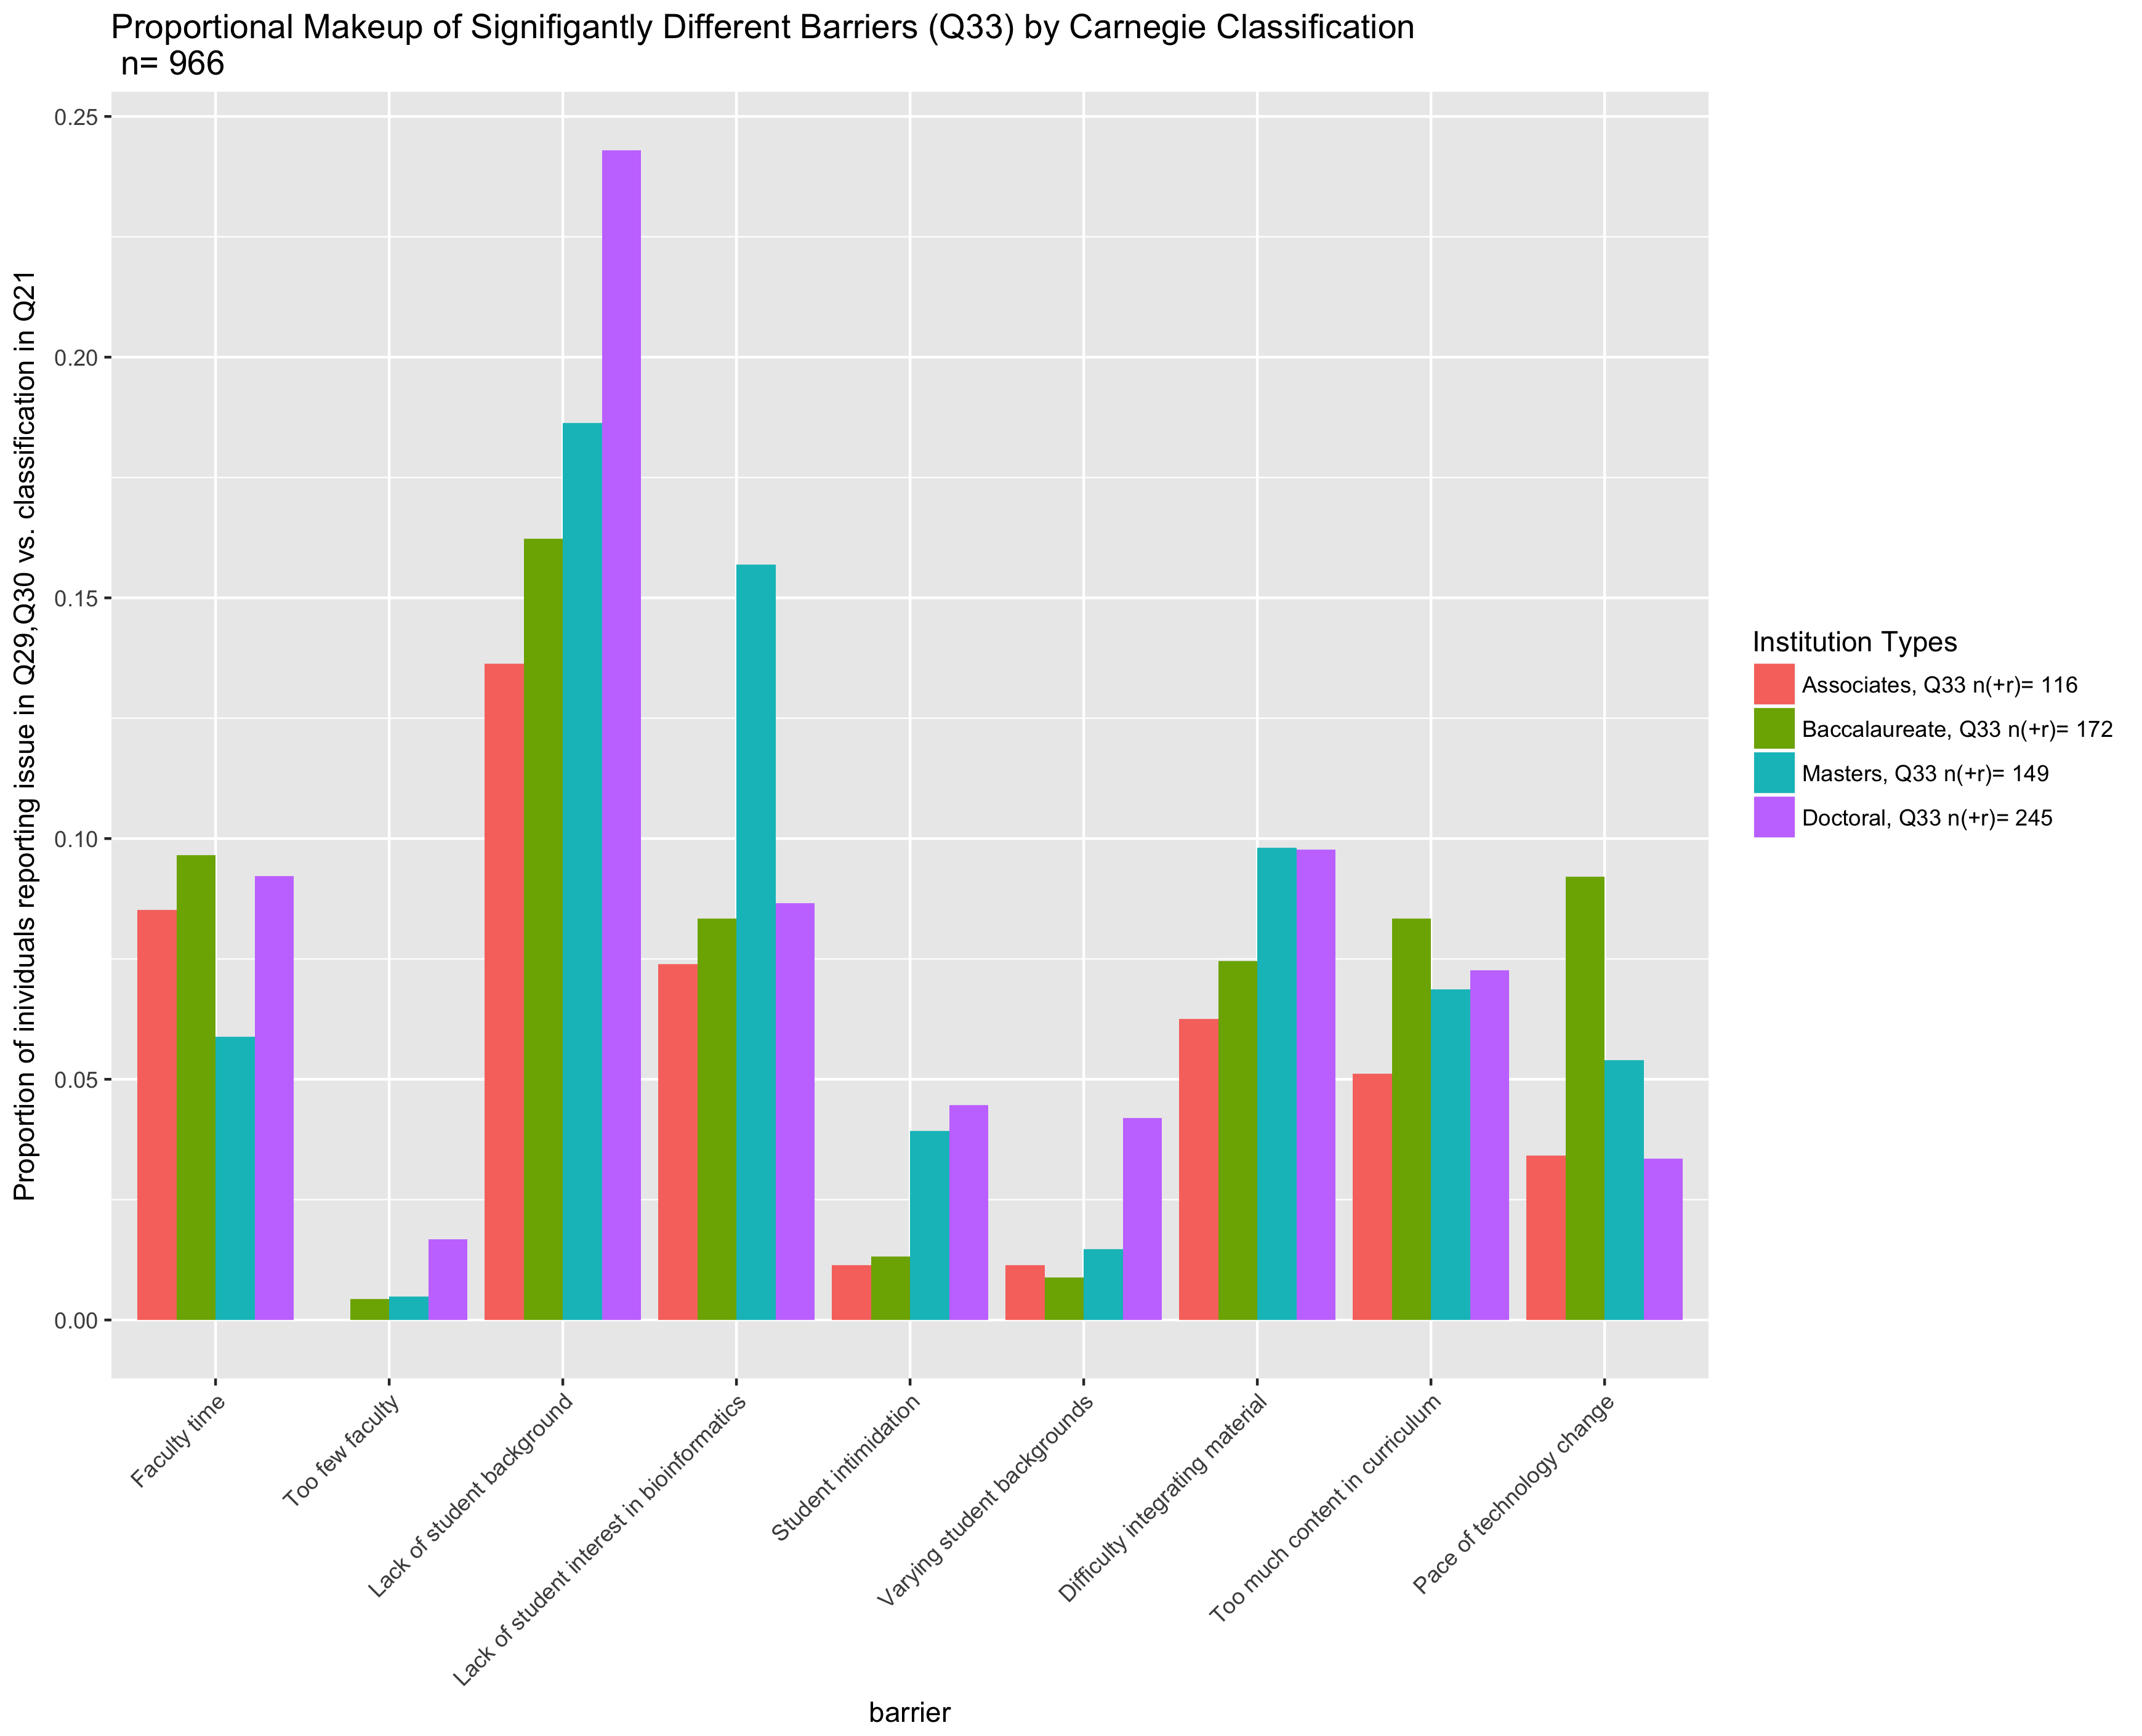 Proportional Makeup of Signifigantly Different Barriers (Q33) by Carnegie Classification
n= 966
Proportion of inividuals reporting issue in Q29,Q30 vs. classification in Q21
0.25
0.20
0.15
0.10
0.05
0.00
Faculty time
Too few faculty
Lack of student background
Lack of student interest in bioinformatics
Student intimidation
Varying student backgrounds
Difficulty integrating material
Too much content in curriculum
Pace of technology change
barrier
Institution Types
Associates, Q33 n(+r)= 116
Baccalaureate, Q33 n(+r)= 172
Masters, Q33 n(+r)= 149
Doctoral, Q33 n(+r)= 245